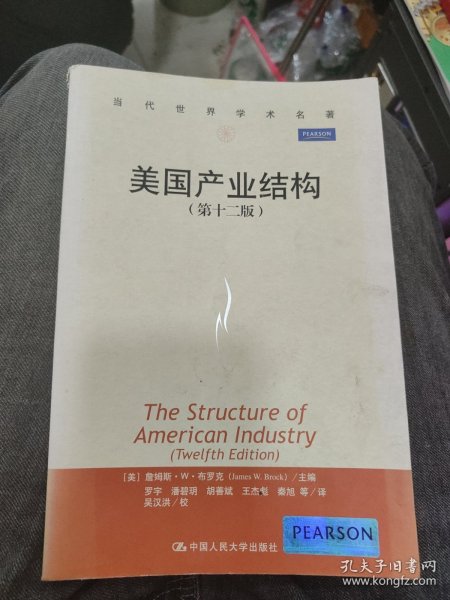 当代世界学术名著
PEARSON
美国产业结构
（第十二版）
The Structure of
American Industry
(Twelfth Edition)
［美］詹姆斯·W·布罗克（James W. Brock）／主编
罗宇 潘碧玥 胡善斌 王杰彪 秦旭 等／译
吴汉洪／校
PEARSON
中国人民大学出版社
孔夫子旧书网
www.kongfz.com